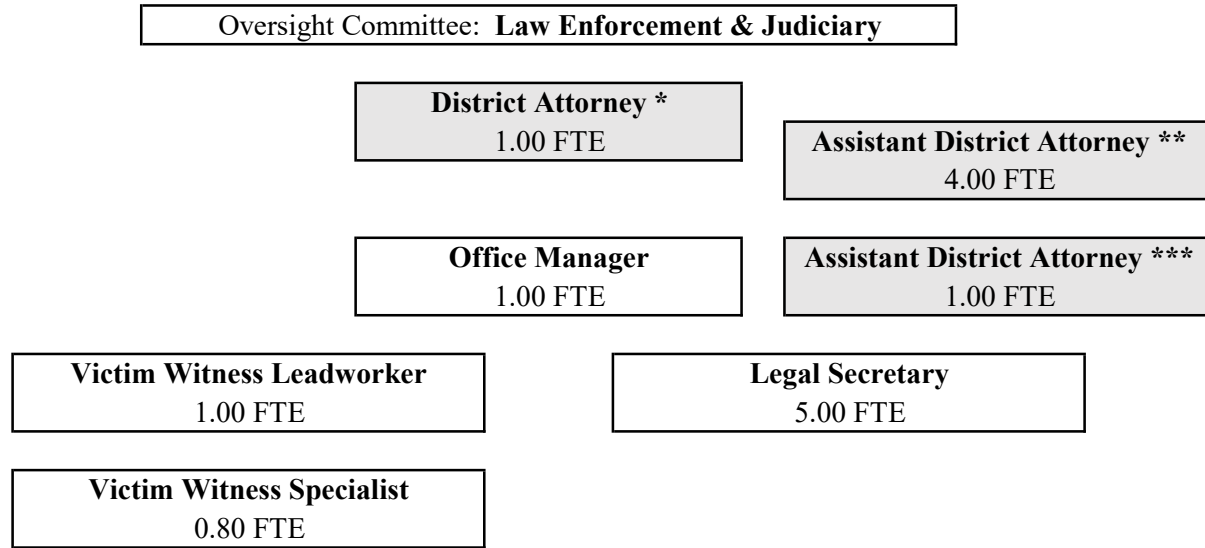 Oversight Committee: Law Enforcement & Judiciary
District Attorney *
1.00 FTE
Assistant District Attorney **
4.00 FTE
Office Manager
1.00 FTE
Assistant District Attorney ***
1.00 FTE
Victim Witness Leadworker
1.00 FTE
Legal Secretary
5.00 FTE
Victim Witness Specialist
0.80 FTE